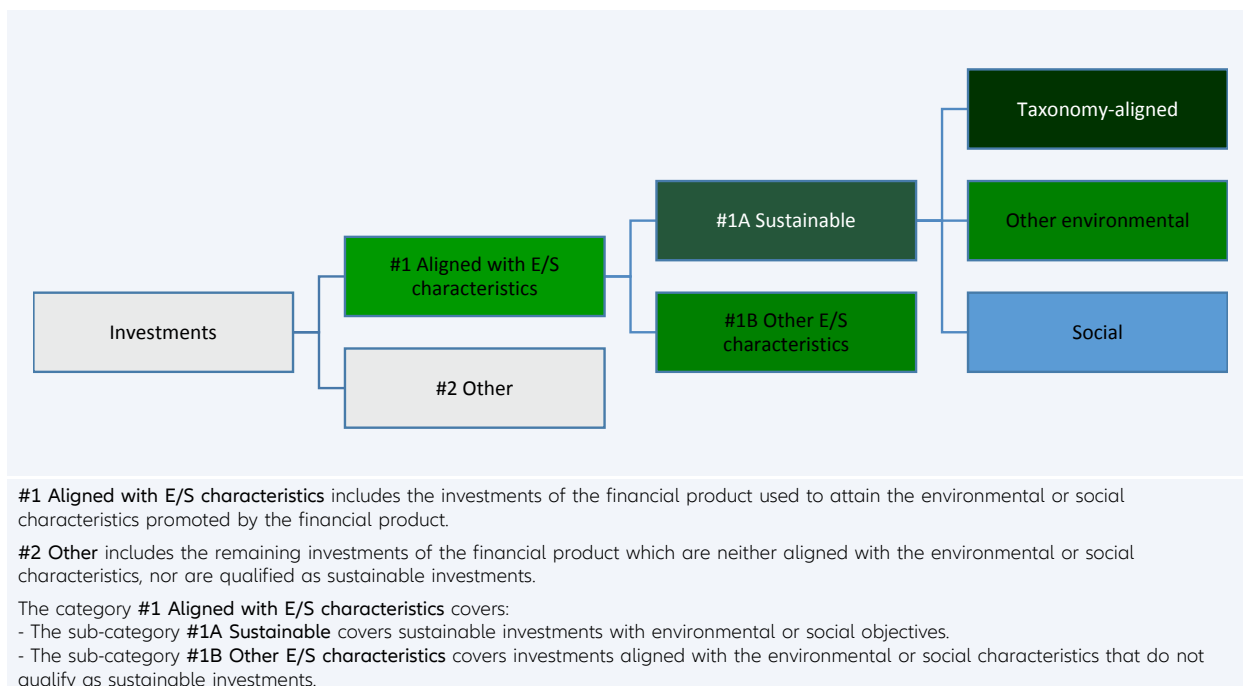 Taxonomy-aligned
#1A Sustainable
Other environmental
#1 Aligned with E/S
characteristics
Investments
#1B Other E/S
characteristics
Social
#2 Other
#1 Aligned with E/S characteristics includes the investments of the financial product used to attain the environmental or social
characteristics promoted by the financial product.
#2 Other includes the remaining investments of the financial product which are neither aligned with the environmental or social
characteristics, nor are qualified as sustainable investments.
The category #1 Aligned with E/S characteristics covers:
- The sub-category #1A Sustainable covers sustainable investments with environmental or social objectives.
- The sub-category #1B Other E/S characteristics covers investments aligned with the environmental or social characteristics that do not
qualify as sustainable investments.